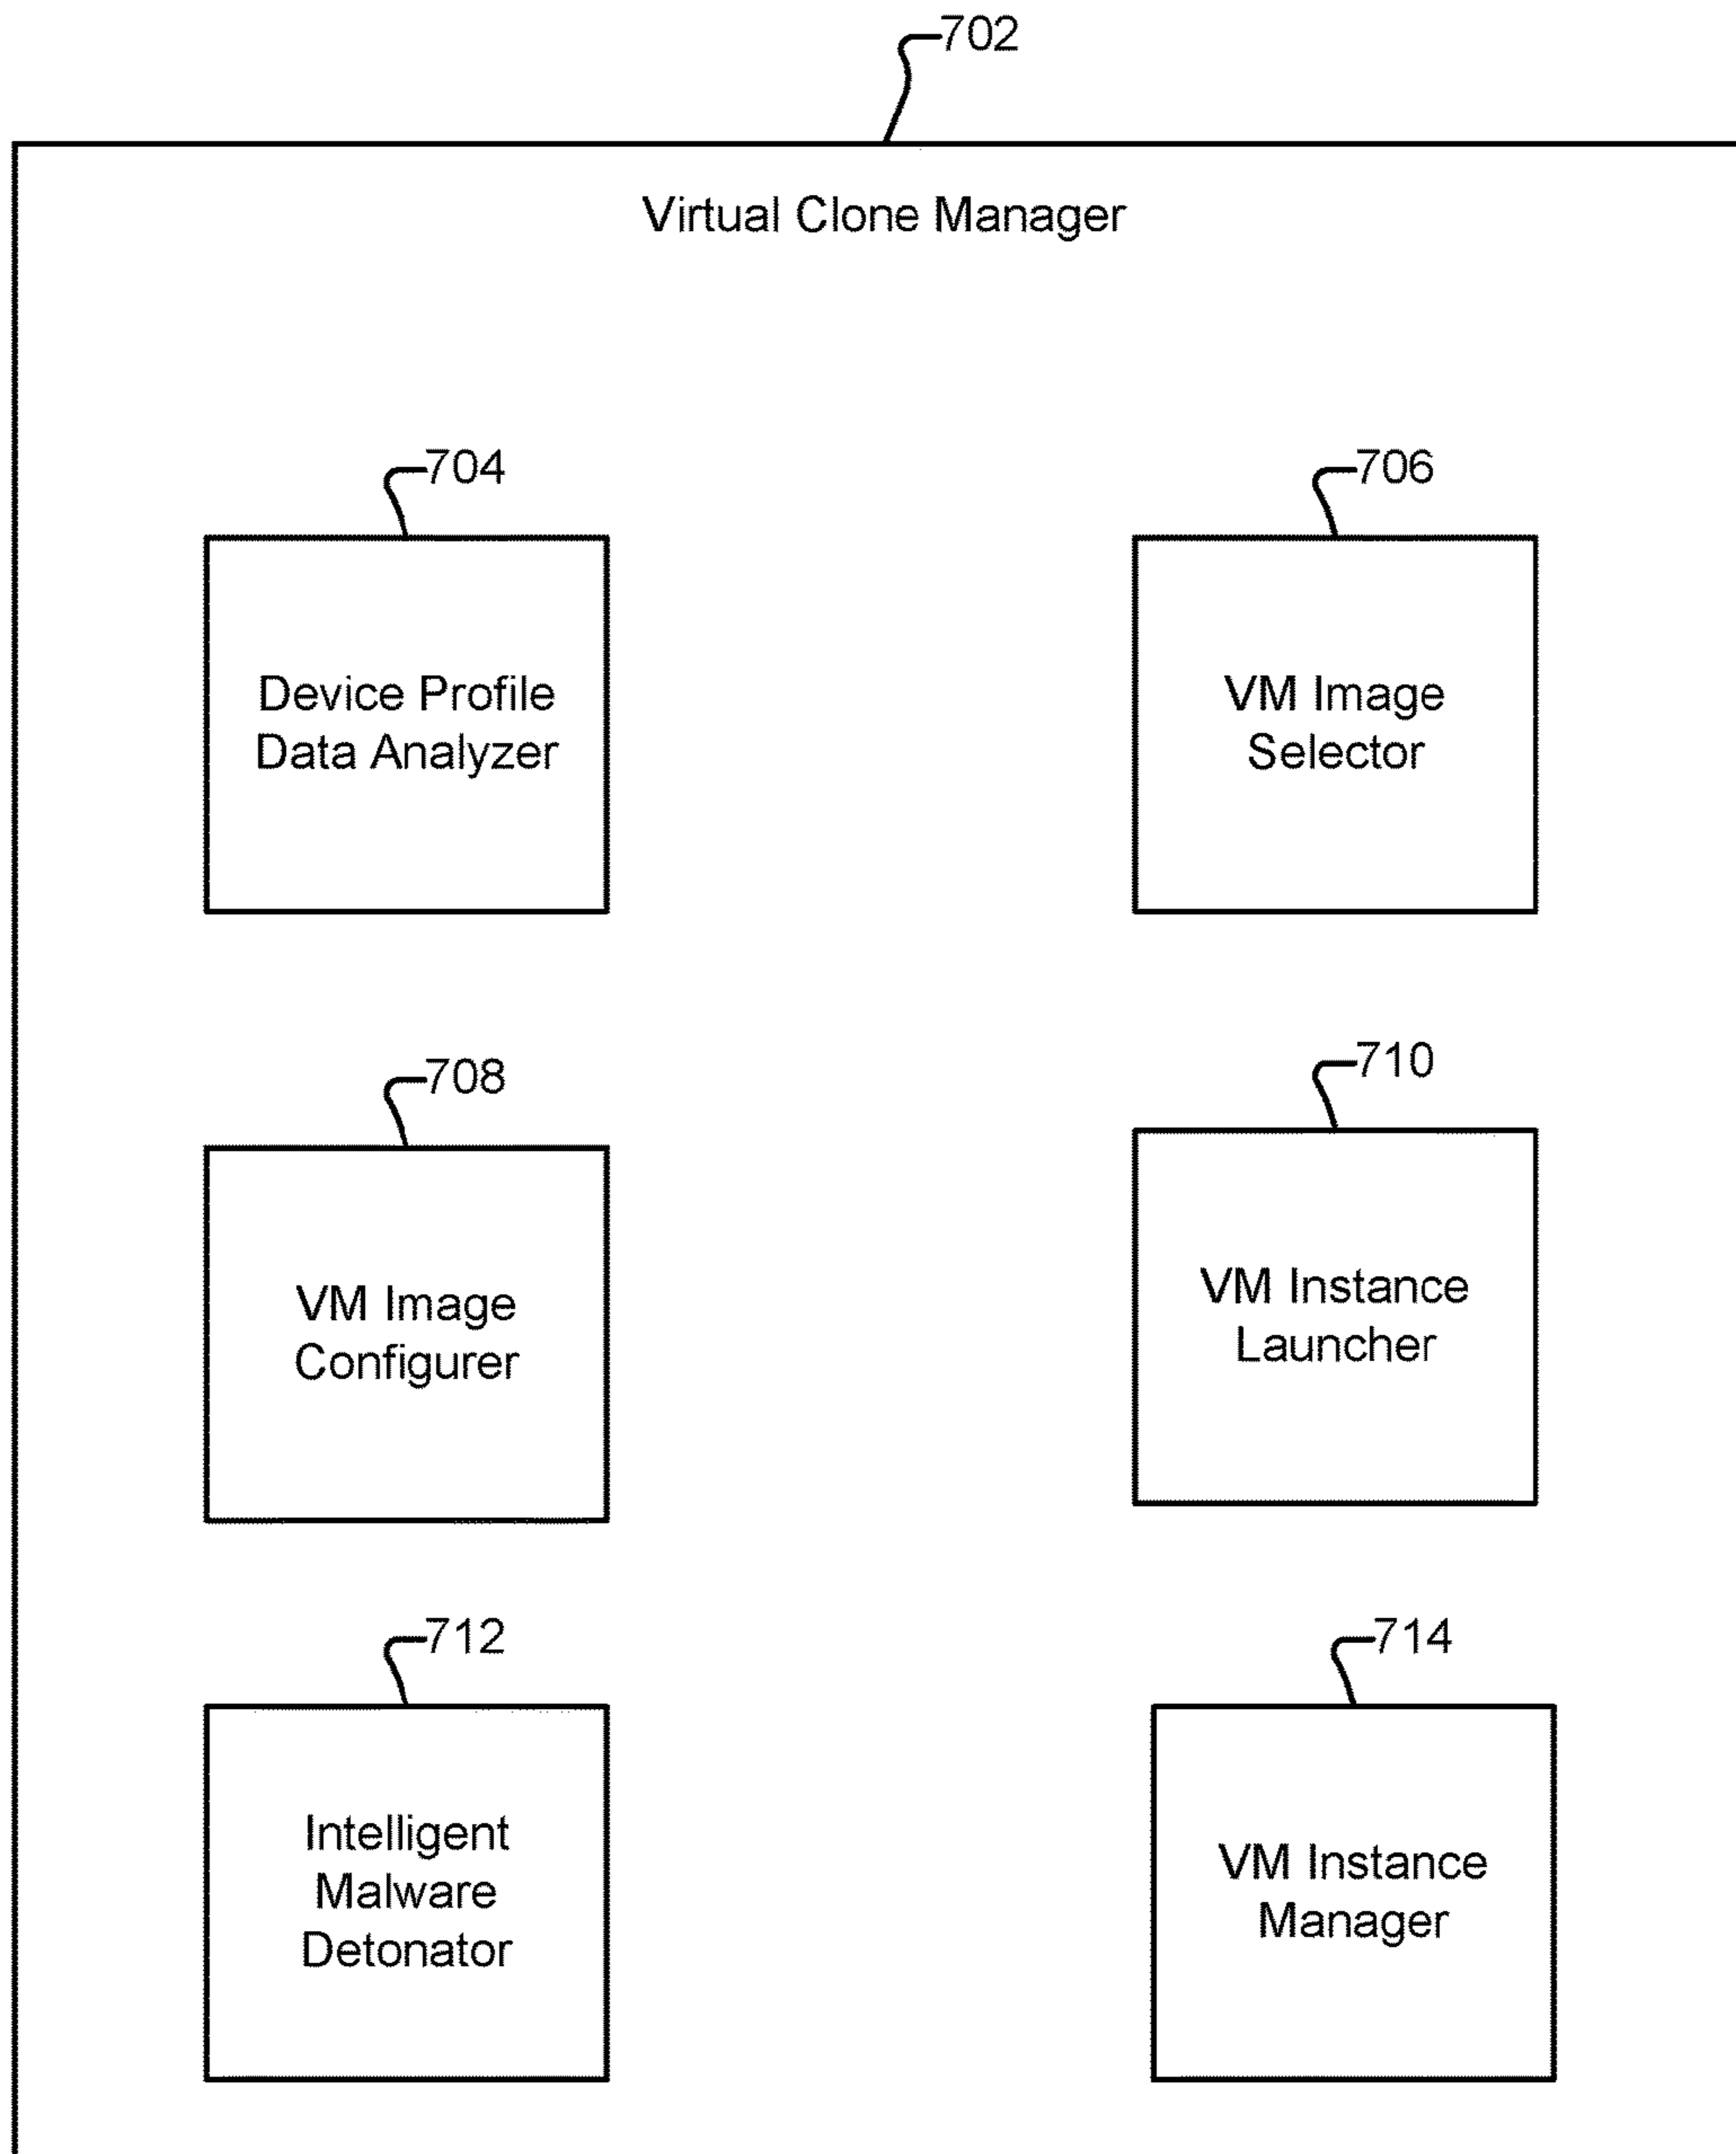 702
Virtual Clone Manager
704
Device Profile
Data Analyzer
706
VM Image
Selector
708
VM Image
Configurer
710
VM Instance
Launcher
712
Intelligent
Malware
Detonator
714
VM Instance
Manager